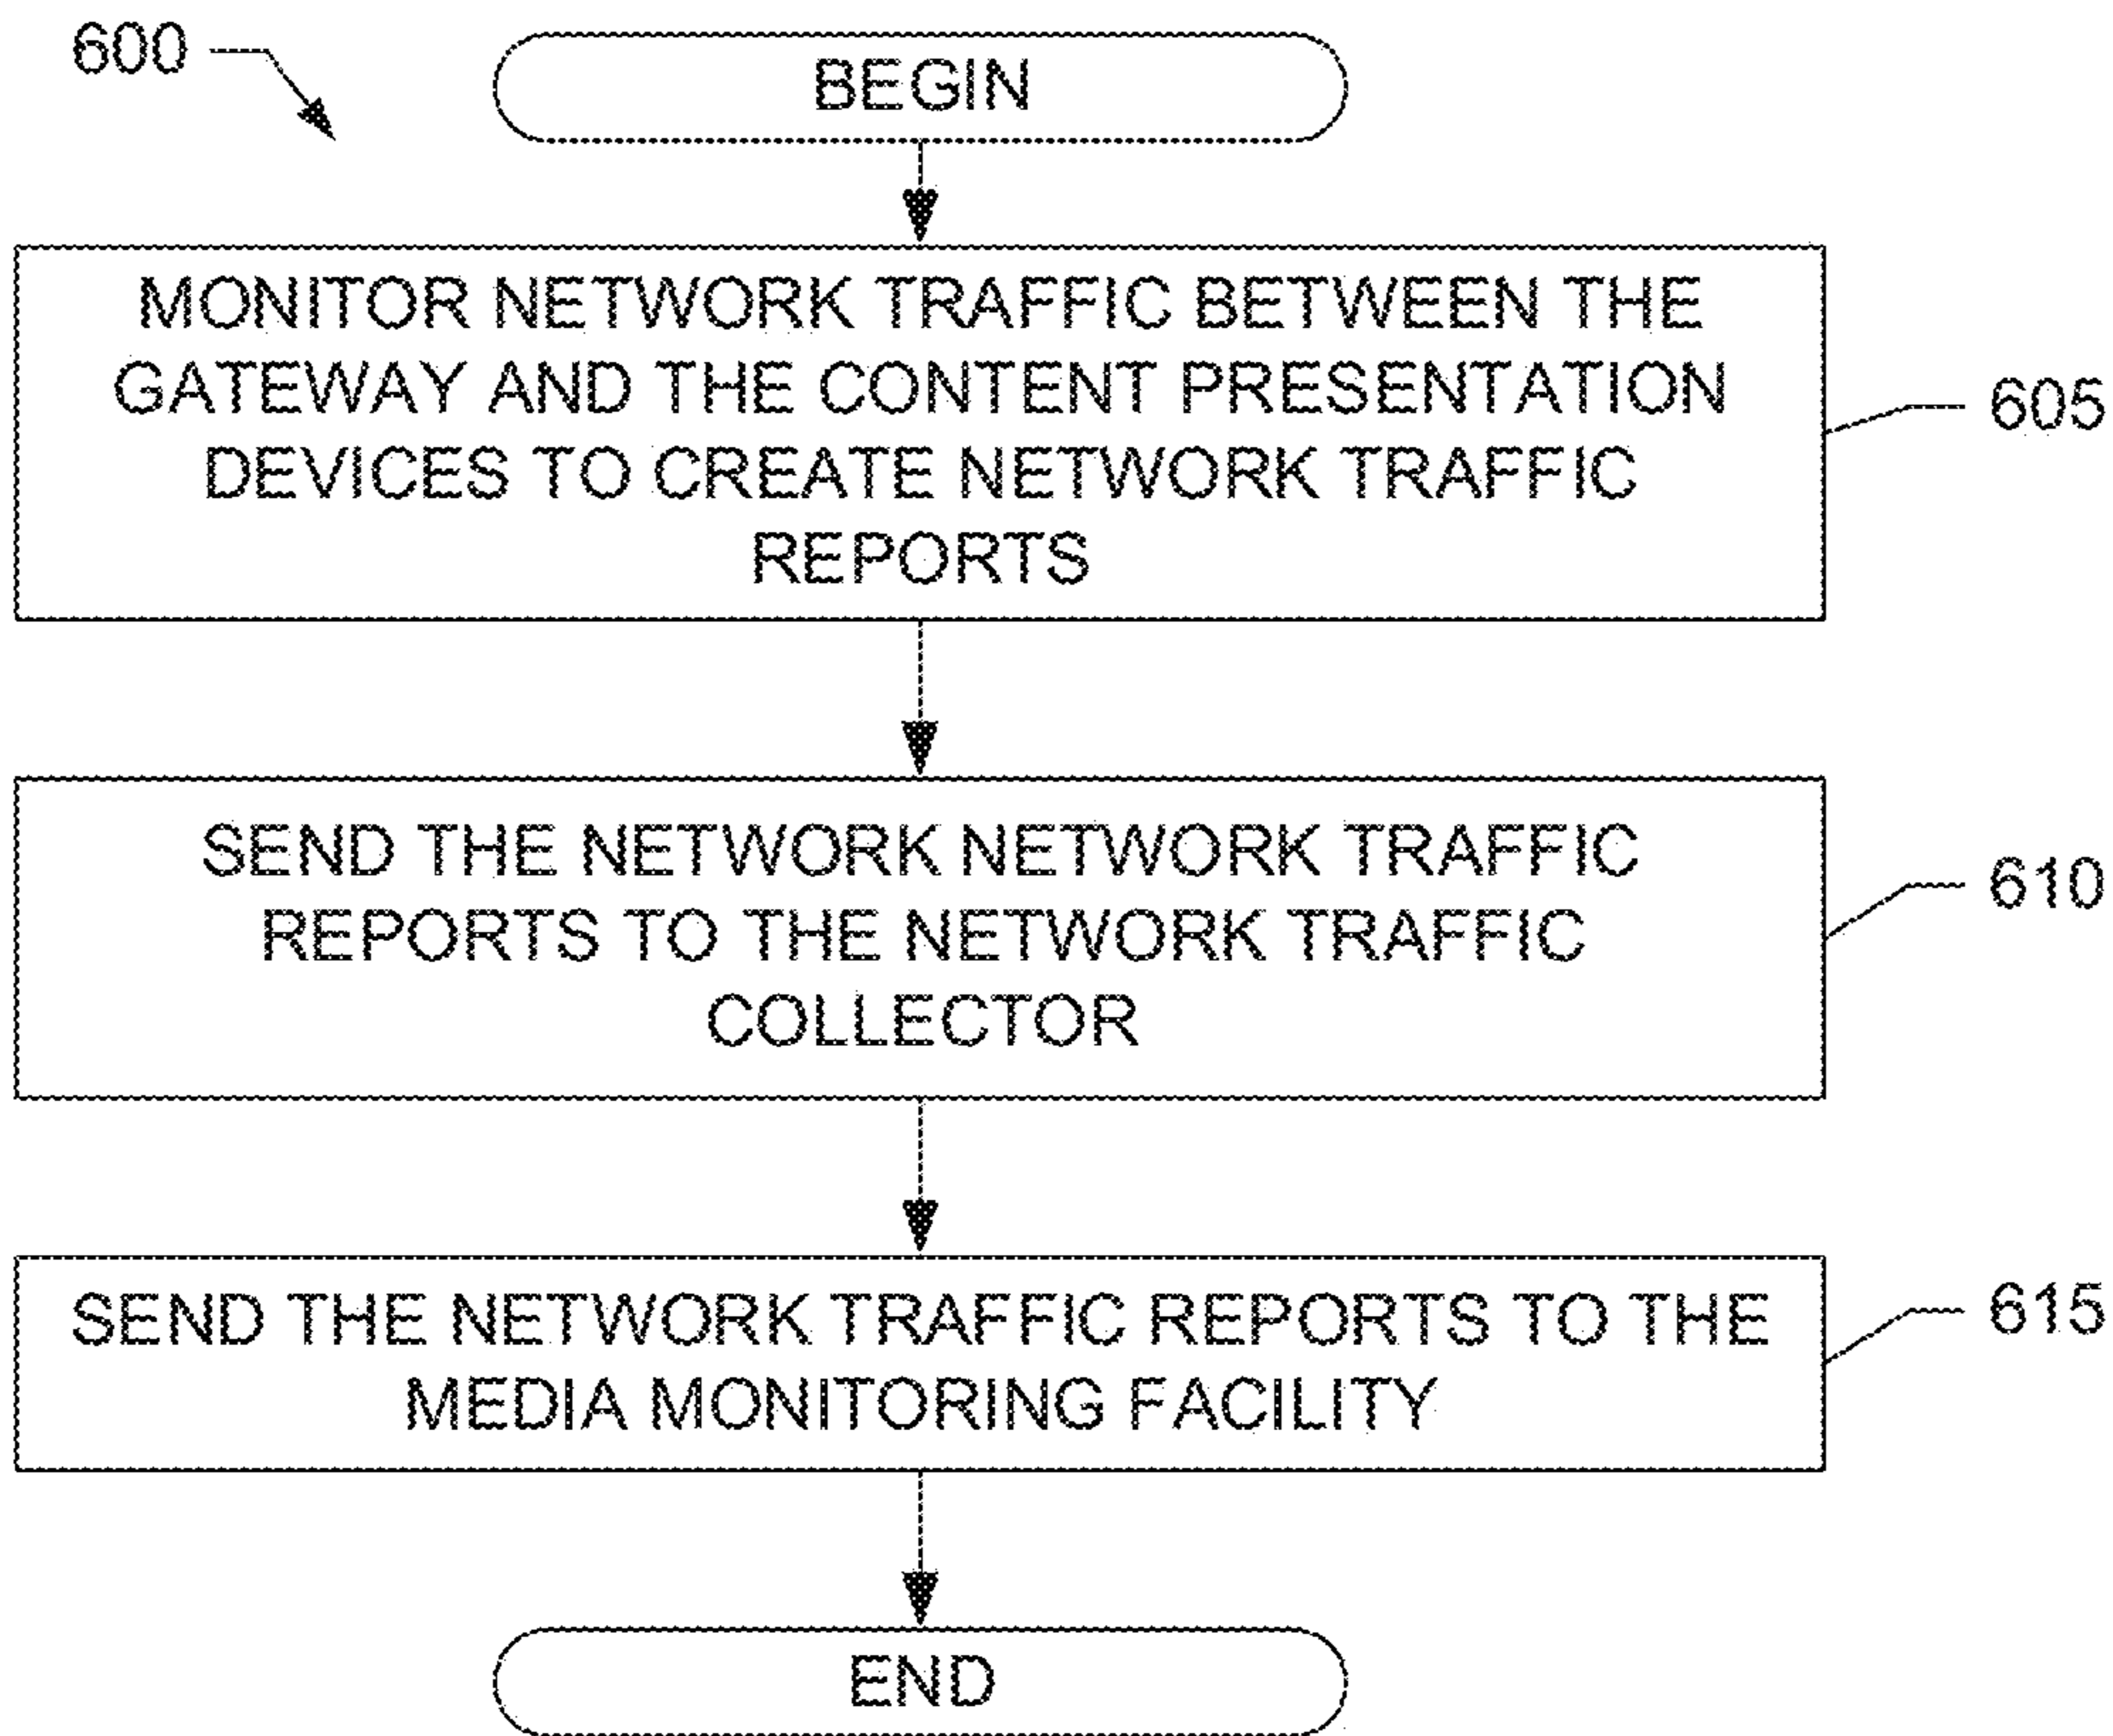 600
BEGIN
MONITOR NETWORK TRAFFIC BETWEEN THE
GATEWAY AND THE CONTENT PRESENTATION
DEVICES TO CREATE NETWORK TRAFFIC
REPORTS
605
SEND THE NETWORK NETWORK TRAFFIC
REPORTS TO THE NETWORK TRAFFIC
COLLECTOR
610
SEND THE NETWORK TRAFFIC REPORTS TO THE
MEDIA MONITORING FACILITY
615
END